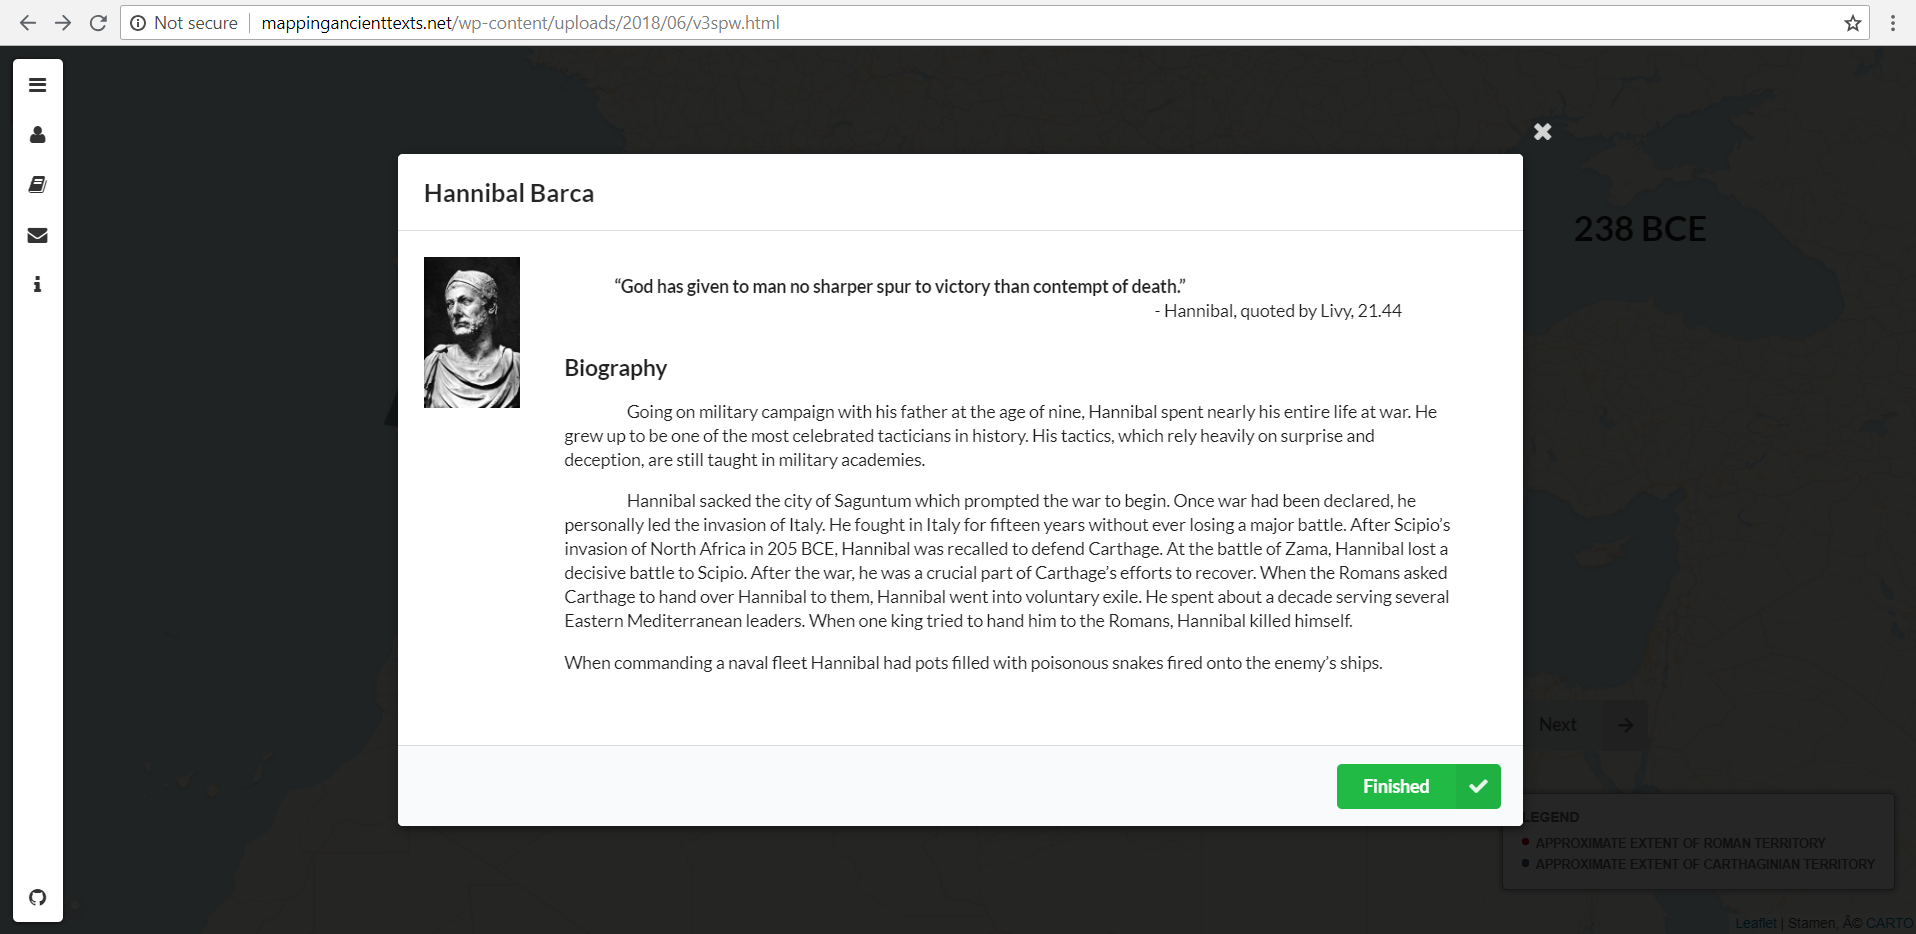 Not secure | mappingancienttexts.net/wp-content/uploads/2018/06/v3spw.html
Hannibal Barca
238 BCE
“God has given to man no sharper spur to victory than contempt of death.”
- Hannibal, quoted by Livy, 21.44
Biography
Going on military campaign with his father at the age of nine, Hannibal spent nearly his entire life at war. He
grew up to be one of the most celebrated tacticians in history. His tactics, which rely heavily on surprise and
deception, are still taught in military academies.
Hannibal sacked the city of Saguntum which prompted the war to begin. Once war had been declared, he
personally led the invasion of Italy. He fought in Italy for fifteen years without ever losing a major battle. After Scipio’s
invasion of North Africa in 205 BCE, Hannibal was recalled to defend Carthage. At the battle of Zama, Hannibal lost a
decisive battle to Scipio. After the war, he was a crucial part of Carthage’s efforts to recover. When the Romans asked
Carthage to hand over Hannibal to them, Hannibal went into voluntary exile. He spent about a decade serving several
Eastern Mediterranean leaders. When one king tried to hand him to the Romans, Hannibal killed himself.
When commanding a naval fleet Hannibal had pots filled with poisonous snakes fired onto the enemy’s ships.
Next
Finished
LEGEND
APPROXIMATE EXTENT OF ROMAN TERRITORY
APPROXIMATE EXTENT OF CARTHAGINIAN TERRITORY
Leaflet | Stamen, Â© CARTO